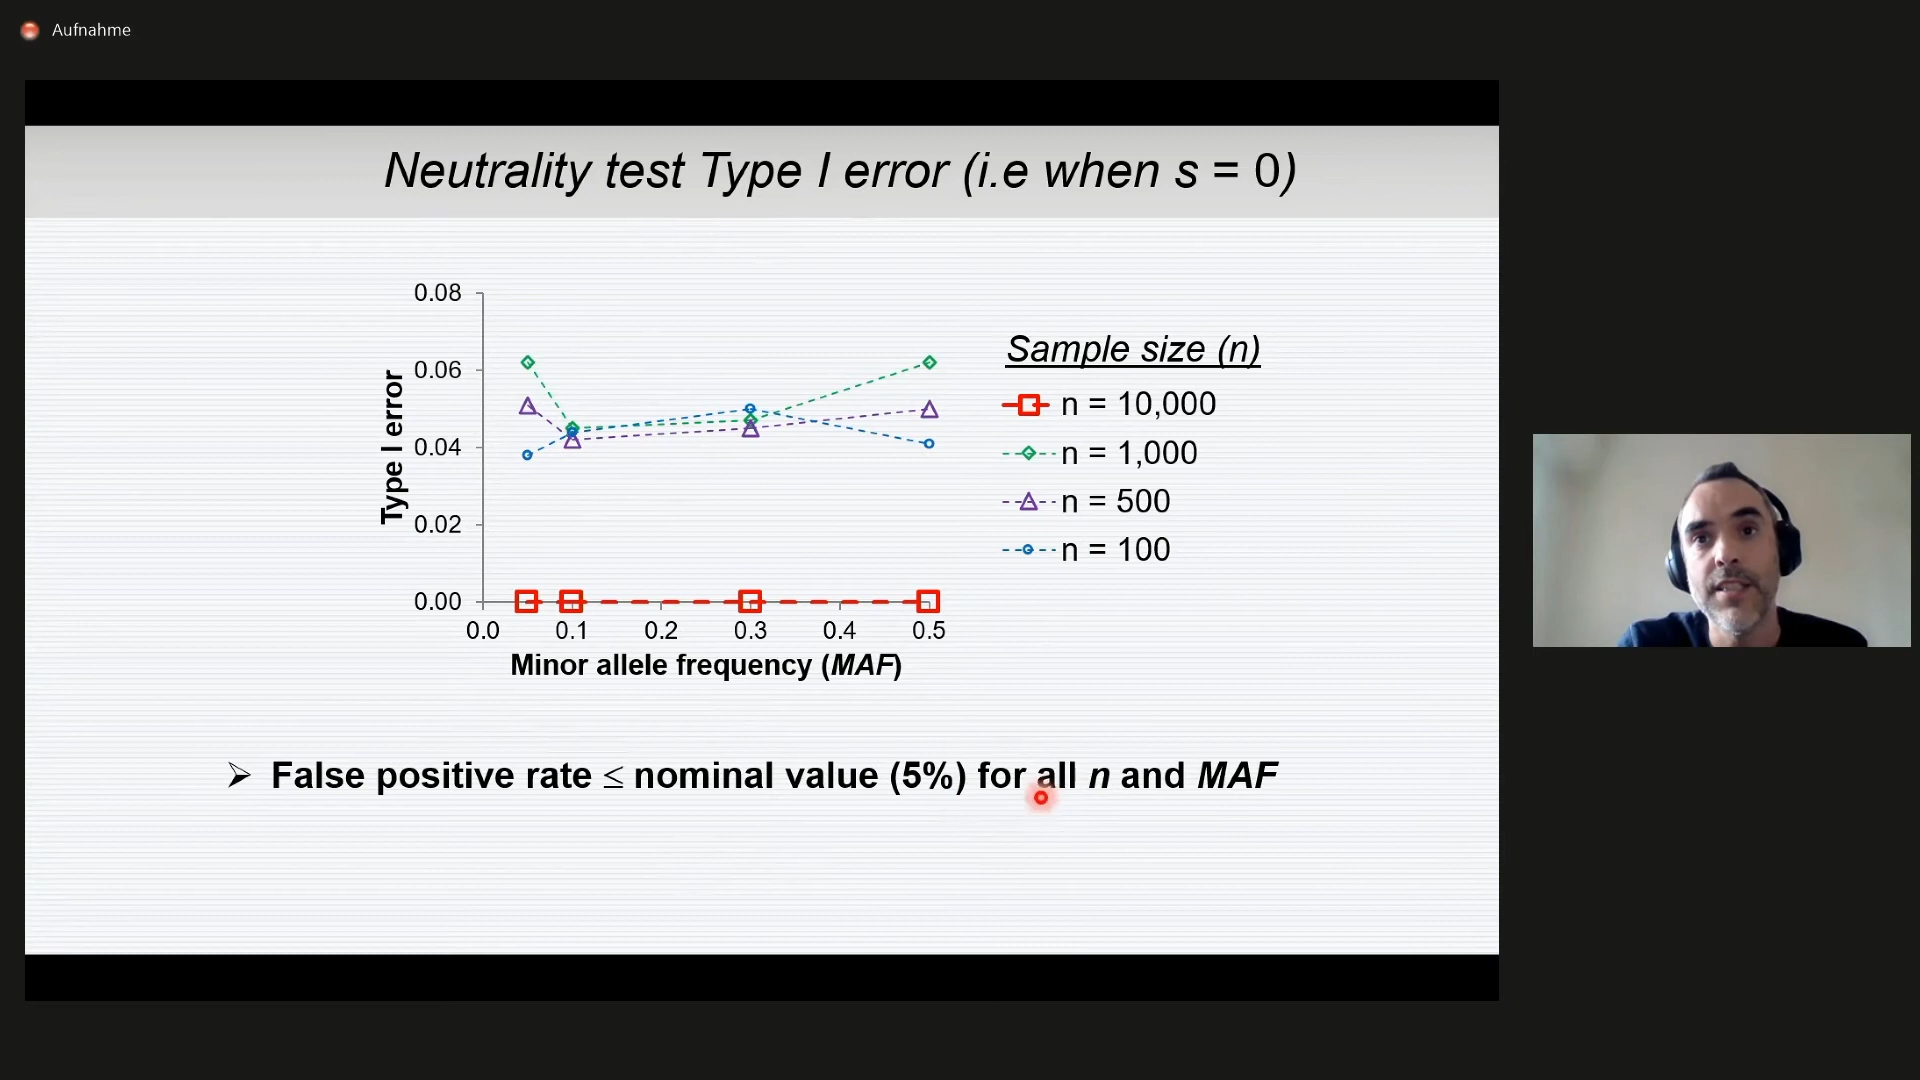 Aufnahme
Neutrality test Type I error (i.e when s = 0)
0.08
0.06
0.04
0.02
0.00
Type I error
0.0 0.1 0.2 0.3 0.4 0.5
Minor allele frequency (MAF)
Sample size (n)
n = 10,000
n = 1,000
n = 500
n = 100
➢ False positive rate ≤ nominal value (5%) for all n and MAF